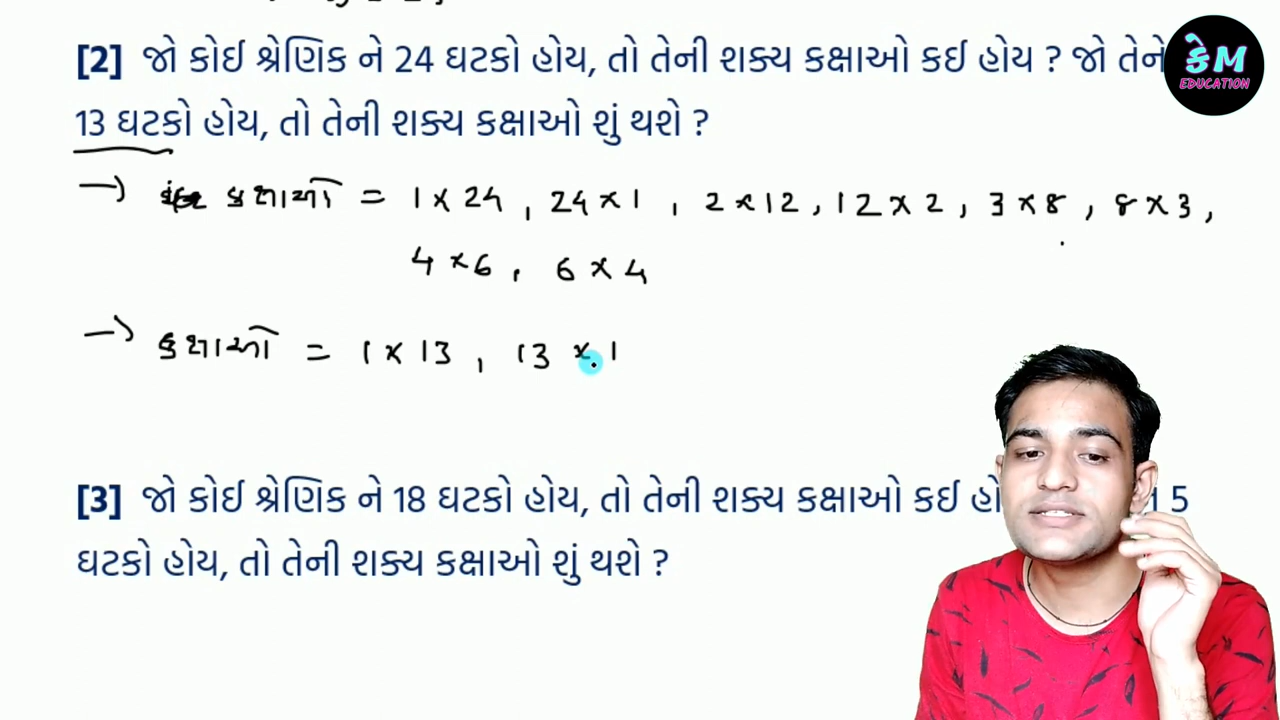 [2] જો કોઈ શ્રેણિક ને 24 ઘટકો હોય, તો તેની શક્ય કક્ષાઓ કઈ હોય ? જો તેને
કેM
EDUCATION
13 ઘટકો હોય, તો તેની શક્ય કક્ષાઓ શું થશે ?
→ કક્ષાઓ = 1 × 24 , 24 × 1 , 2 × 12 , 12 × 2 , 3 × 8 , 8 × 3 ,
4 × 6 , 6 × 4
→ કક્ષાઓ = 1 × 13 , 13 × 1
[3] જો કોઈ શ્રેણિક ને 18 ઘટકો હોય, તો તેની શક્ય કક્ષાઓ કઈ 5
ઘટકો હોય, તો તેની શક્ય કક્ષાઓ શું થશે ?